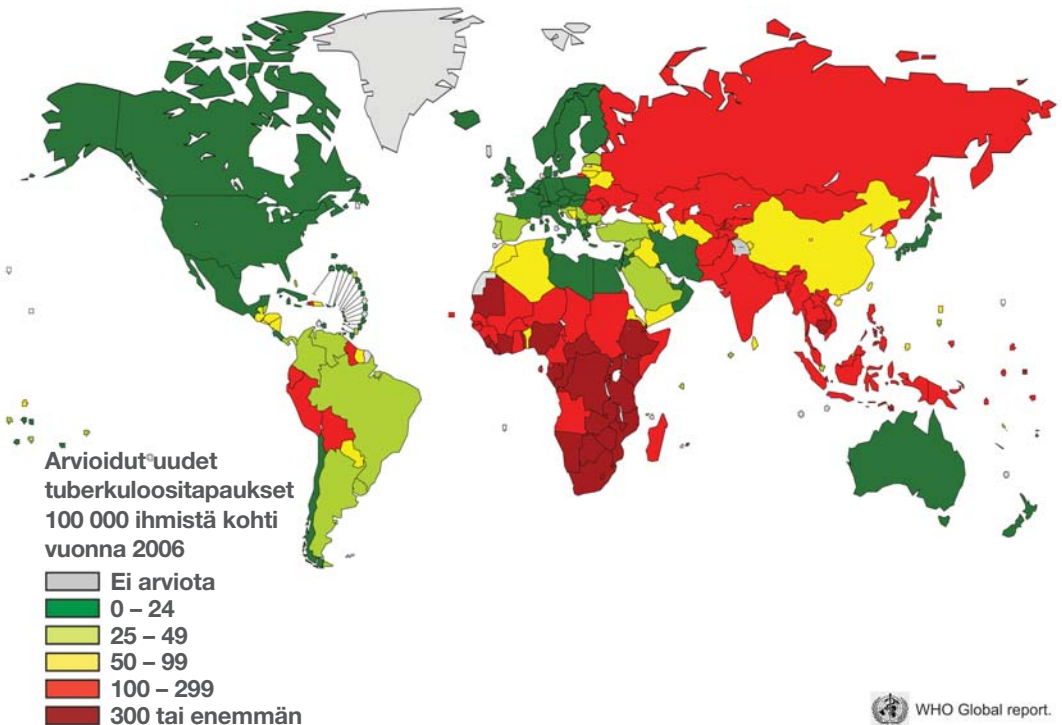 Arvioidut uudet
tuberkuloositapaukset
100 000 ihmistä kohti
vuonna 2006
Ei arviota
0 – 24
25 – 49
50 – 99
100 – 299
300 tai enemmän
WHO Global report.